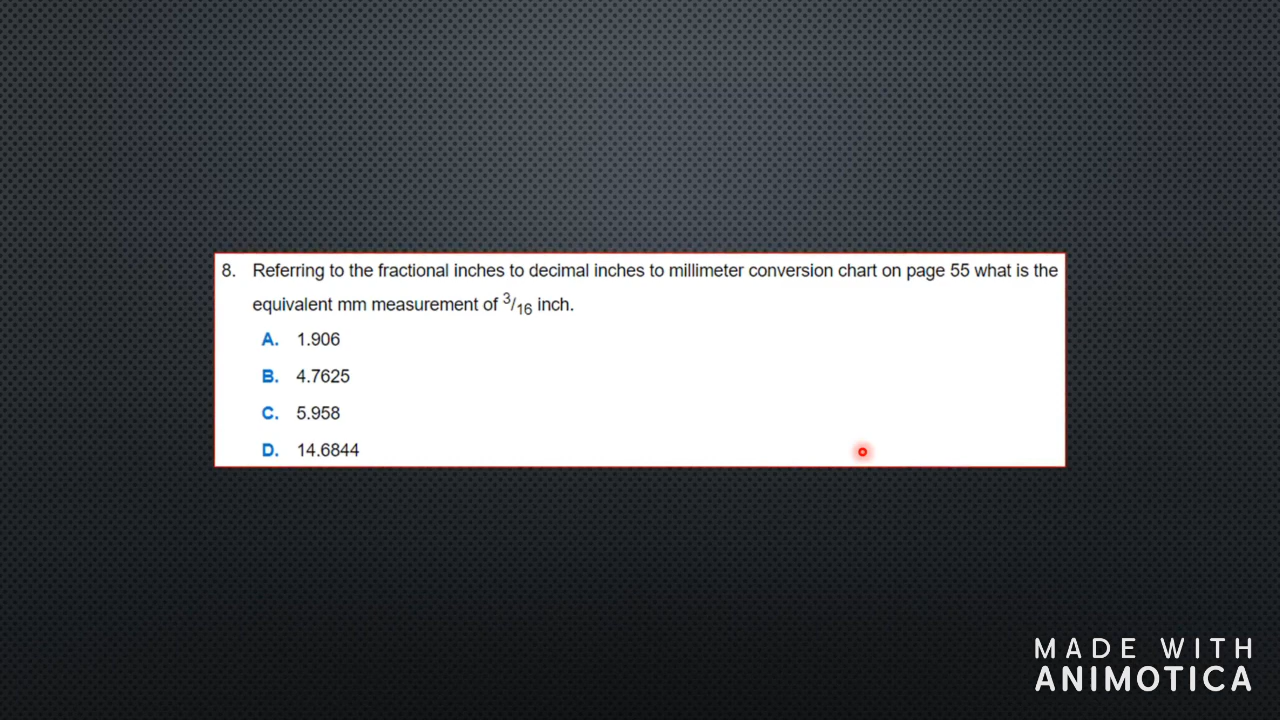 8. Referring to the fractional inches to decimal inches to millimeter conversion chart on page 55 what is the
equivalent mm measurement of 3/16 inch.
A. 1.906
B. 4.7625
C. 5.958
D. 14.6844
MADE WITH
ANIMOTICA